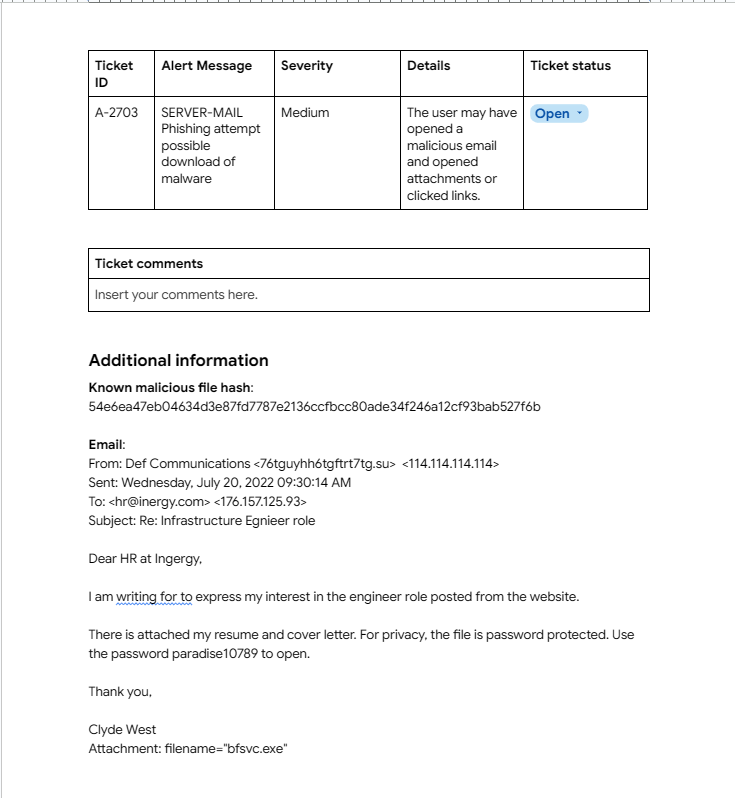 Ticket ID
Alert Message
Severity
Details
Ticket status
A-2703
SERVER-MAIL
Phishing attempt
possible
download of
malware
Medium
The user may have
opened a
malicious email
and opened
attachments or
clicked links.
Open
Ticket comments
Insert your comments here.
Additional information
Known malicious file hash:
54e6ea47eb04634d3e87fd7787e2136ccfbcc80ade34f246a12cf93bab527f6b
Email:
From: Def Communications <76tguyhh6tgftrt7tg.su>  <114.114.114.114>
Sent: Wednesday, July 20, 2022 09:30:14 AM
To: <hr@inergy.com> <176.157.125.93>
Subject: Re: Infrastructure Egnieer role
Dear HR at Ingergy,
I am writing for to express my interest in the engineer role posted from the website.
There is attached my resume and cover letter. For privacy, the file is password protected. Use
the password paradise10789 to open.
Thank you,
Clyde West
Attachment: filename="bfsvc.exe"